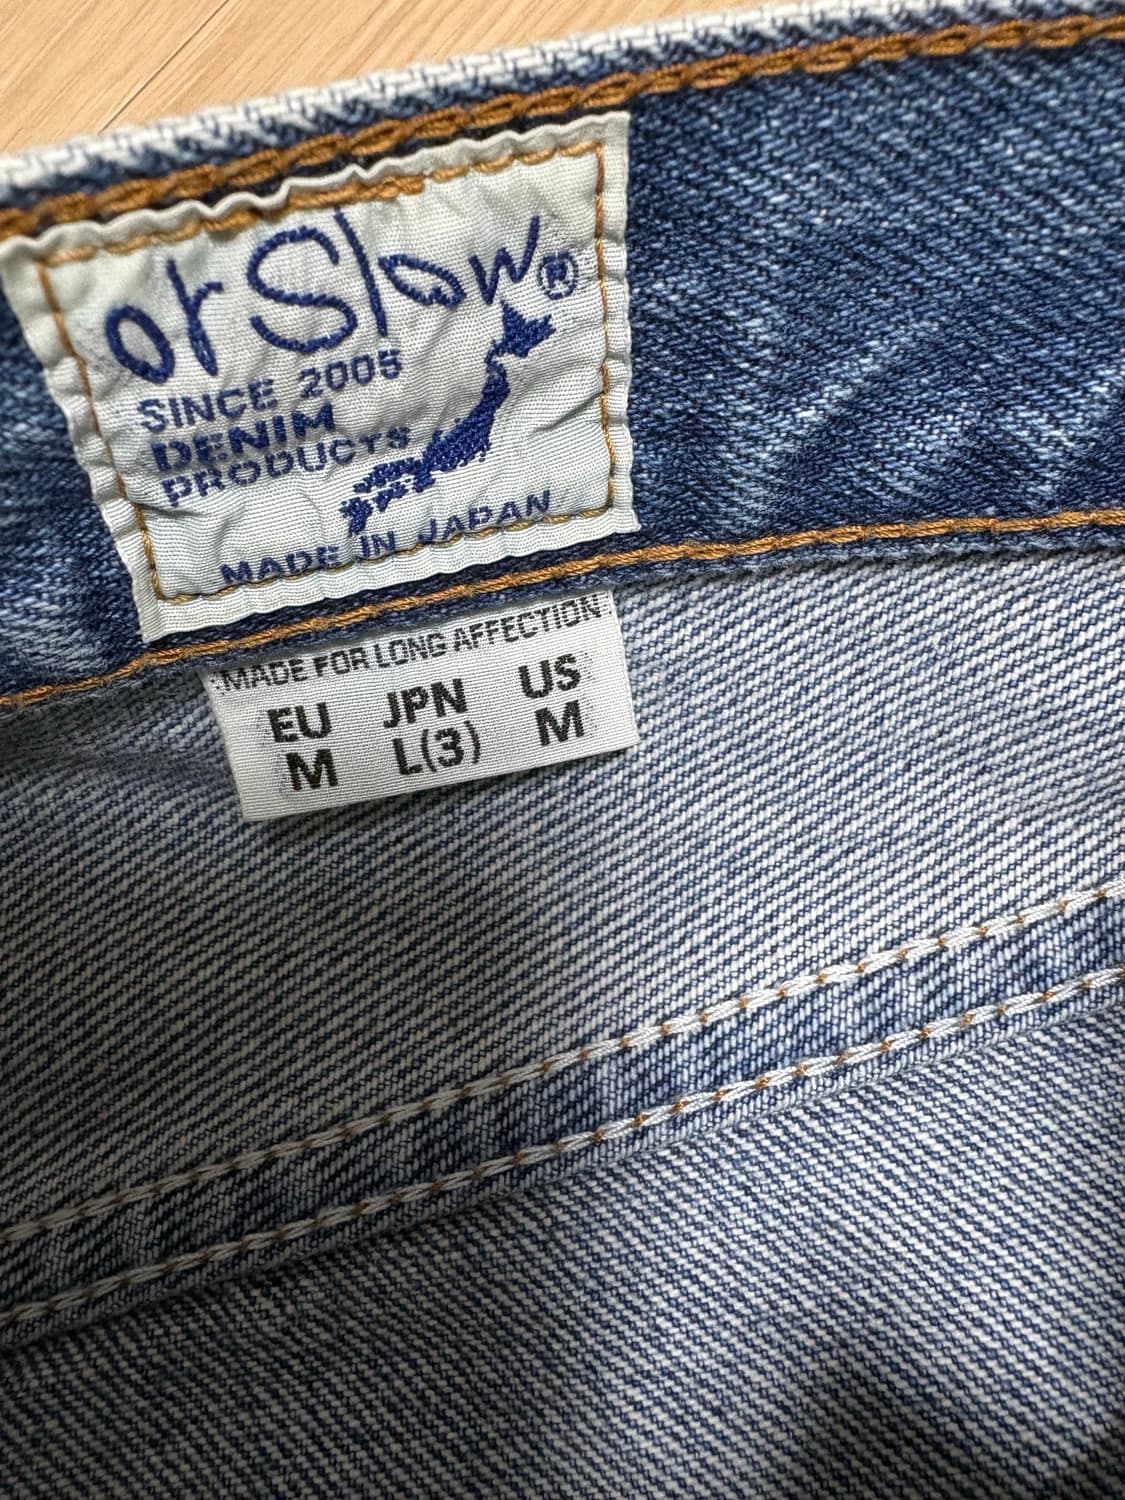 orSlow®
SINCE 2005
DENIM
PRODUCTS
MADE IN JAPAN
MADE FOR LONG AFFECTION
EU JPN US
M L(3) M